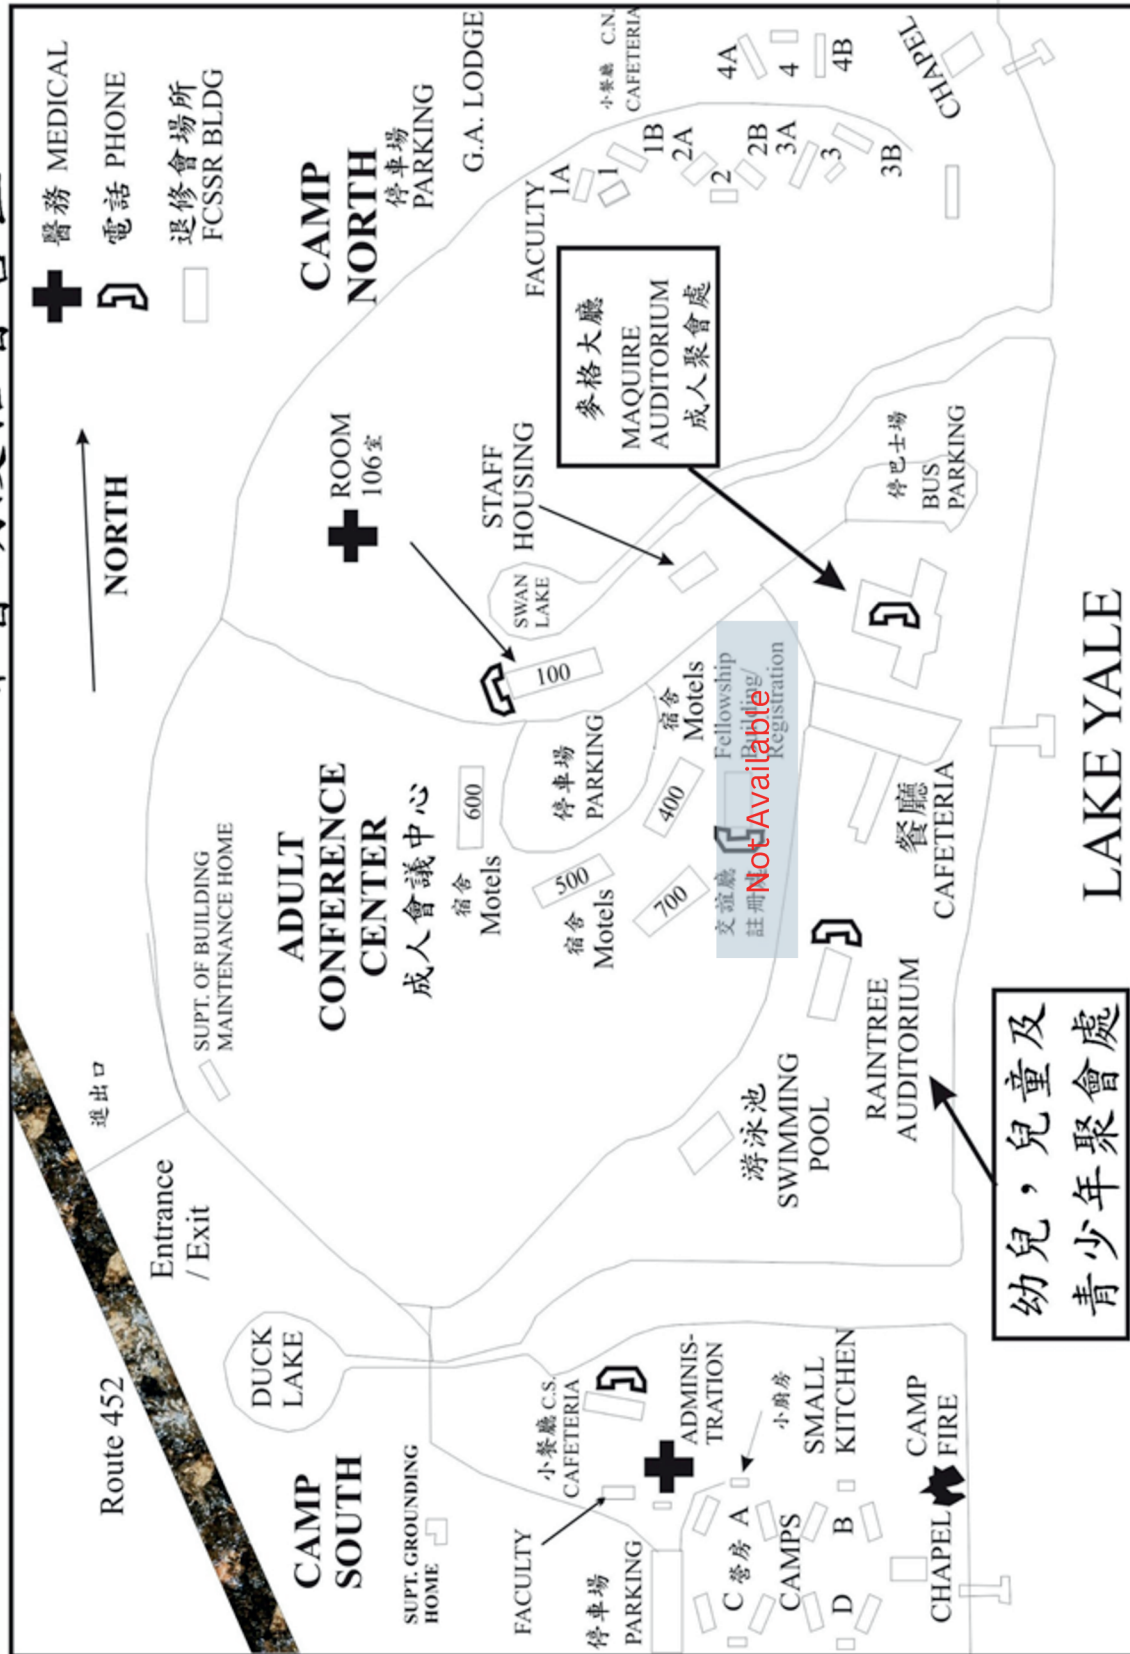 醫務 MEDICAL
電話 PHONE
退修會場所
FCSSR BLDG
NORTH
Route 452
進出口
Entrance
/ Exit
SUPT. OF BUILDING
MAINTENANCE HOME
DUCK
LAKE
CAMP
SOUTH
SUPT. GROUNDING
HOME
FACULTY
停車場
PARKING
小餐廳 C.S.
CAFETERIA
ADMINIS-
TRATION
小廚房
SMALL
KITCHEN
C 營房 A
CAMPS
D B
CHAPEL
CAMP
FIRE
ADULT
CONFERENCE
CENTER
成人會議中心
宿舍
Motels
600
500
宿舍
Motels
停車場
PARKING
700
400
宿舍
Motels
100
ROOM
106室
SWAN
LAKE
STAFF
HOUSING
交誼廳
Fellowship
Building/
Registration
Not Available
麥格大廳
MAQUIRE
AUDITORIUM
成人聚會處
停巴士場
BUS
PARKING
餐廳
CAFETERIA
RAINTREE
AUDITORIUM
游泳池
SWIMMING
POOL
幼兒，兒童及
青少年聚會處
LAKE YALE
CAMP
NORTH
停車場
PARKING
G.A. LODGE
小餐廳 C.N.
CAFETERIA
FACULTY
1A
1
1B
2A
2
2B
3A
3
3B
4A
4
4B
CHAPEL